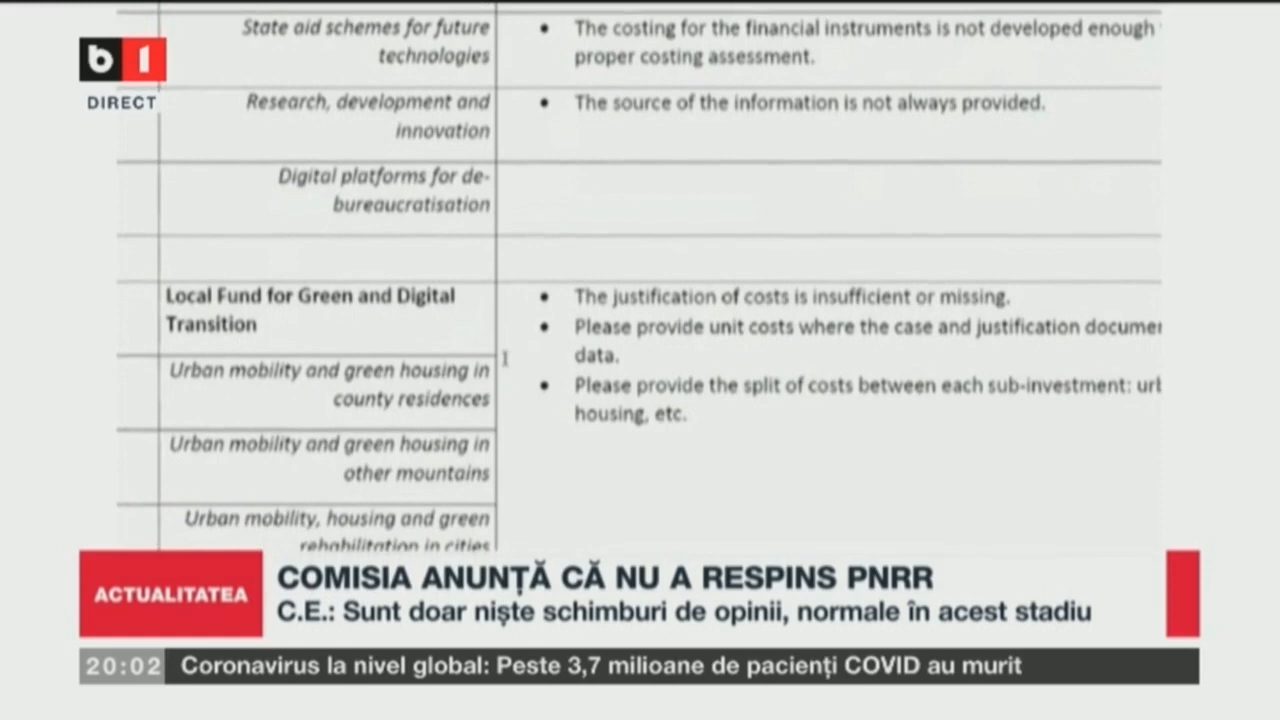 State aid schemes for future
technologies
• The costing for the financial instruments is not developed enough
proper costing assessment.
b1
DIRECT
Research, development and
innovation
• The source of the information is not always provided.
Digital platforms for de-
bureaucratisation
Local Fund for Green and Digital
Transition
• The justification of costs is insufficient or missing.
• Please provide unit costs where the case and justification documen
data.
• Please provide the split of costs between each sub-investment: url
housing, etc.
Urban mobility and green housing in
county residences
Urban mobility and green housing in
other mountains
Urban mobility, housing and green
rehabilitation in cities
ACTUALITATEA
COMISIA ANUNȚĂ CĂ NU A RESPINS PNRR
C.E.: Sunt doar niște schimburi de opinii, normale în acest stadiu
20:02 Coronavirus la nivel global: Peste 3,7 milioane de pacienți COVID au murit